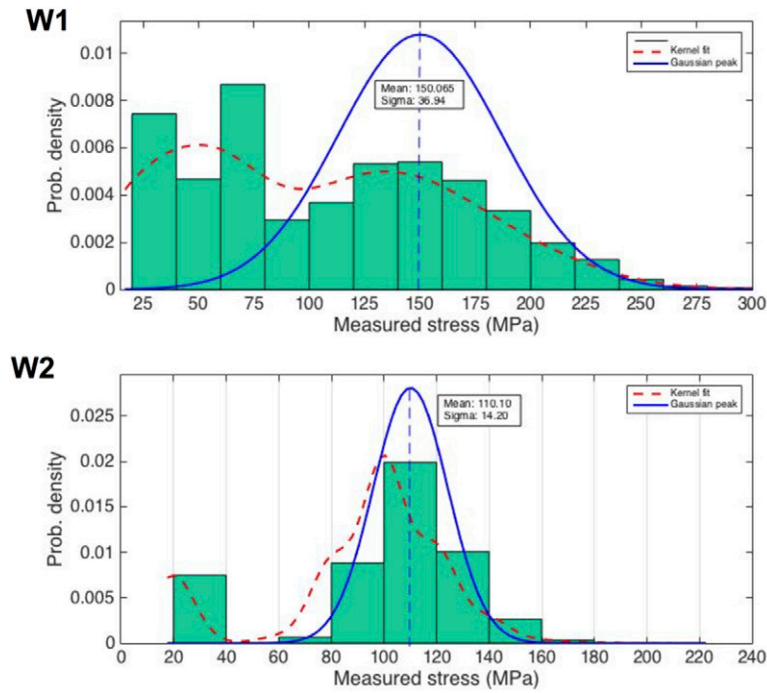 W1
Prob. density
0.01
0.008
0.006
0.004
0.002
0
Kernel fit
Gaussian peak
Mean: 150.065
Sigma: 36.94
25 50 75 100 125 150 175 200 225 250 275 300
Measured stress (MPa)
W2
Prob. density
0.025
0.02
0.015
0.01
0.005
0
Kernel fit
Gaussian peak
Mean: 110.10
Sigma: 14.20
0 20 40 60 80 100 120 140 160 180 200 220 240
Measured stress (MPa)